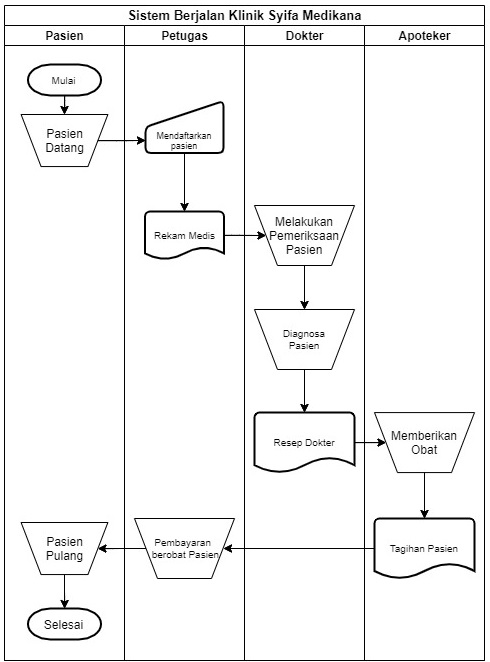 Sistem Berjalan Klinik Syifa Medikana
Pasien
Petugas
Dokter
Apoteker
Mulai
Pasien
Datang
Mendaftarkan
pasien
Rekam Medis
Melakukan
Pemeriksaan
Pasien
Diagnosa
Pasien
Resep Dokter
Memberikan
Obat
Tagihan Pasien
Pembayaran
berobat Pasien
Pasien
Pulang
Selesai